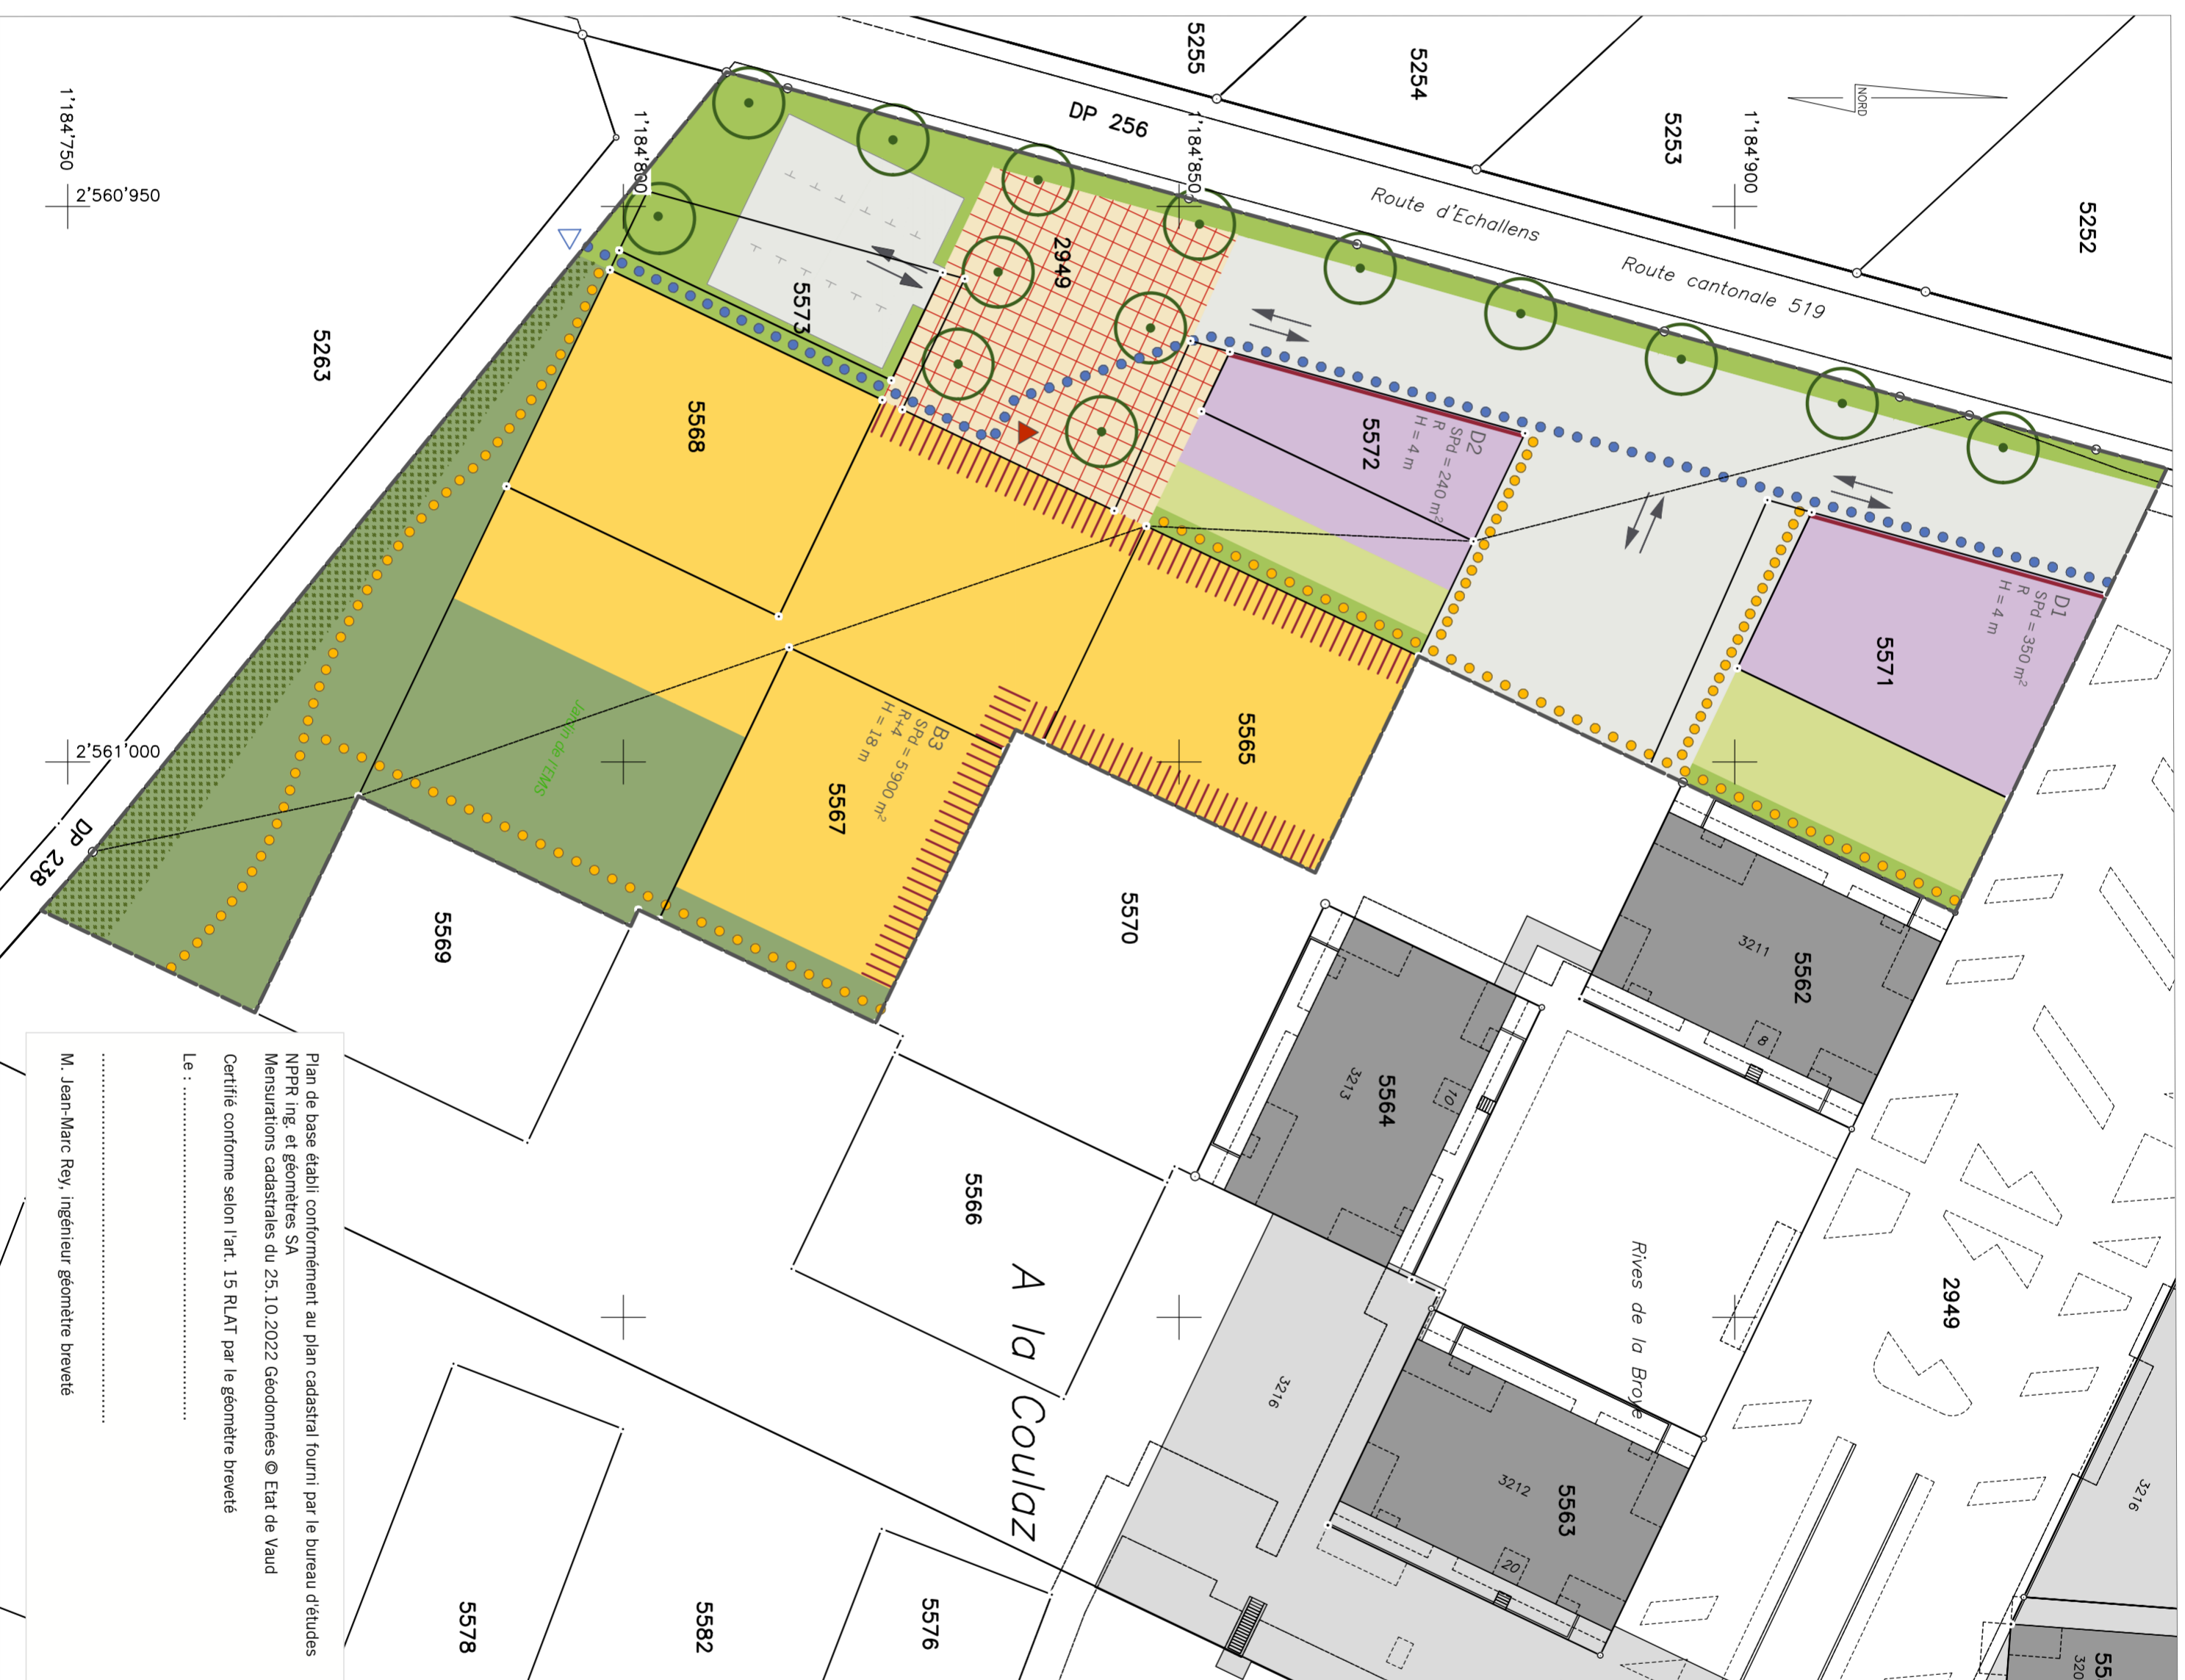 5255
5254
5253
5252
NORD
1'184'750
1'184'800
1'184'850
1'184'900
2'560'950
2'561'000
DP 256
Route d'Echallens
Route cantonale 519
5263
DP 238
2949
5573
5568
5572
D2
SPd = 240 m²
R
H = 4 m
5571
D1
SPd = 350 m²
R
H = 4 m
5565
5567
B3
SPd = 5'900 m²
R+4
H = 18 m
Jardin de l'EMS
5569
5570
5566
5562
3211
8
5564
3213
10
5563
3212
20
Rives de la Broye
2949
3216
3216
A la Coulaz
5578
5582
5576
Plan de base établi conformément au plan cadastral fourni par le bureau d'études
NPPR ing. et géomètres SA
Mensurations cadastrales du 25.10.2022 Géodonnées © Etat de Vaud
Certifié conforme selon l'art. 15 RLAT par le géomètre breveté
Le :
M. Jean-Marc Rey, ingénieur géomètre breveté